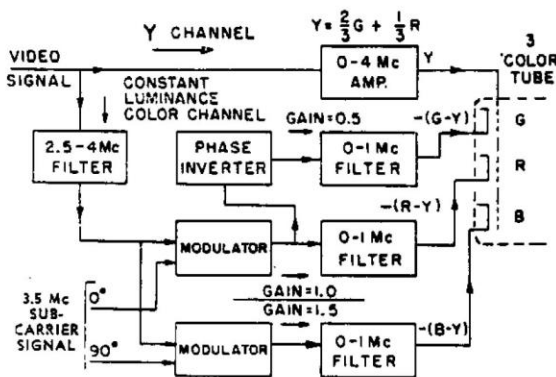 Y CHANNEL
Y = 2/3 G + 1/3 R
3
COLOR
TUBE
VIDEO
SIGNAL
0-4 Mc
AMP.
Y
CONSTANT
LUMINANCE
COLOR CHANNEL
GAIN=0.5
-(G-Y)
G
2.5-4Mc
FILTER
PHASE
INVERTER
0-1 Mc
FILTER
R
-(R-Y)
B
MODULATOR
0-1 Mc
FILTER
3.5 Mc
SUB-
CARRIER
SIGNAL
0°
GAIN=1.0
GAIN=1.5
90°
MODULATOR
0-1Mc
FILTER
-(B-Y)